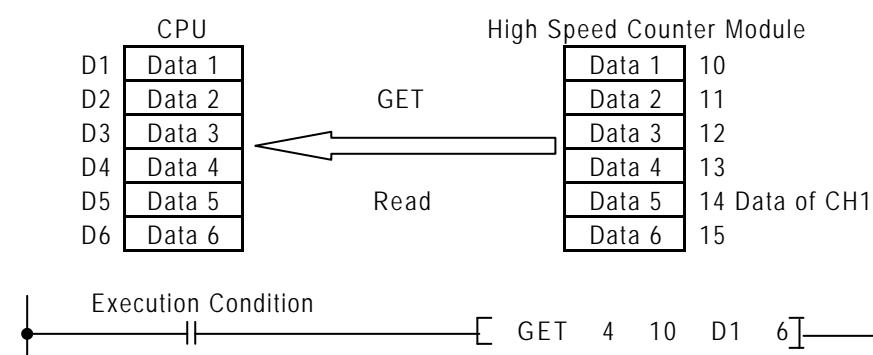 CPU High Speed Counter Module
D1 Data 1 Data 1 10
D2 Data 2 GET Data 2 11
D3 Data 3 Data 3 12
D4 Data 4 Data 4 13
D5 Data 5 Read Data 5 14 Data of CH1
D6 Data 6 Data 6 15
Execution Condition
GET 4 10 D1 6